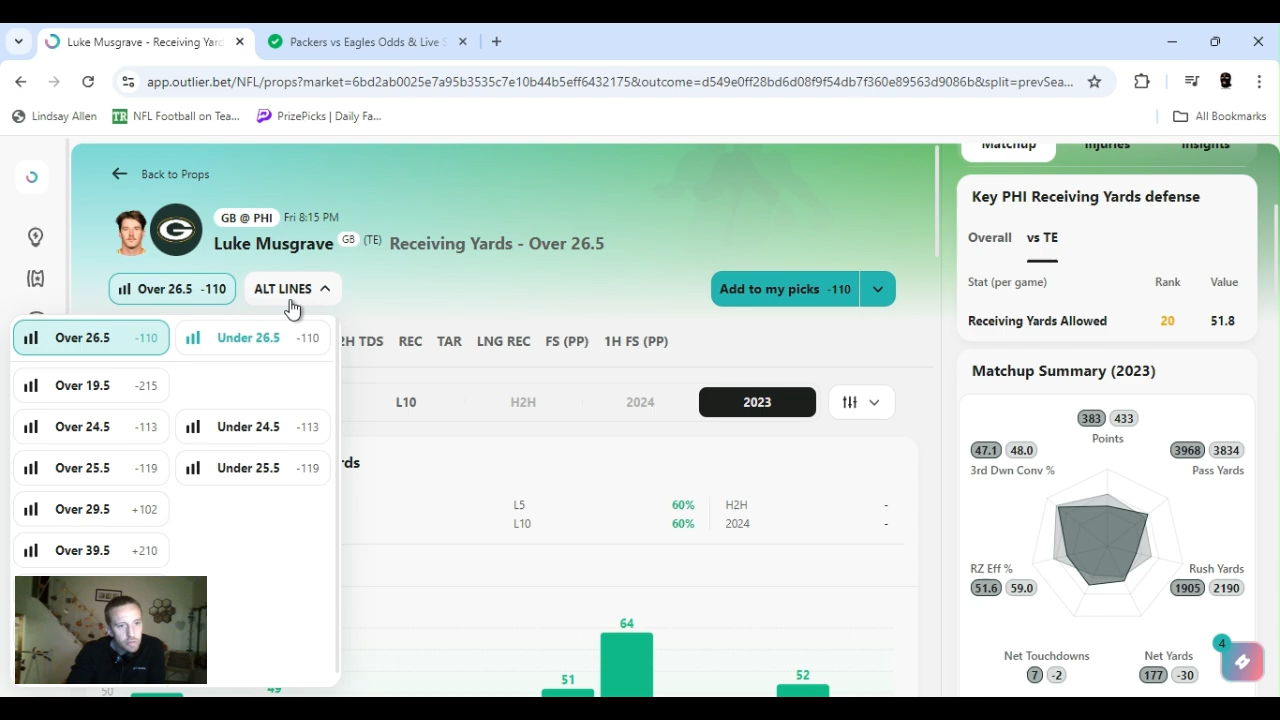 Luke Musgrave - Receiving Yard
Packers vs Eagles Odds & Live S
app.outlier.bet/NFL/props?market=6bd2ab0025e7a95b3535c7e10b44b5eff6432175&outcome=d549e0ff28bd6d08f9f54db7f360e89563d9086b&split=prevSea...
Lindsay Allen
TR NFL Football on Tea...
PrizePicks | Daily Fa...
All Bookmarks
Back to Props
GB @ PHI Fri 8:15 PM
Luke Musgrave GB (TE) Receiving Yards - Over 26.5
Over 26.5 -110
ALT LINES
Add to my picks -110
Over 26.5 -110
Under 26.5 -110
Over 19.5 -215
Over 24.5 -113
Under 24.5 -113
Over 25.5 -119
Under 25.5 -119
Over 29.5 +102
Over 39.5 +210
2H TDS REC TAR LNG REC FS (PP) 1H FS (PP)
L10 H2H 2024 2023
rds
L5 60% H2H -
L10 60% 2024 -
64
51
52
49
50
Matchup Injuries Insights
Key PHI Receiving Yards defense
Overall vs TE
Stat (per game) Rank Value
Receiving Yards Allowed 20 51.8
Matchup Summary (2023)
383 433
Points
47.1 48.0
3rd Dwn Conv %
3968 3834
Pass Yards
RZ Eff %
51.6 59.0
Rush Yards
1905 2190
Net Touchdowns
7 -2
Net Yards
177 -30
4